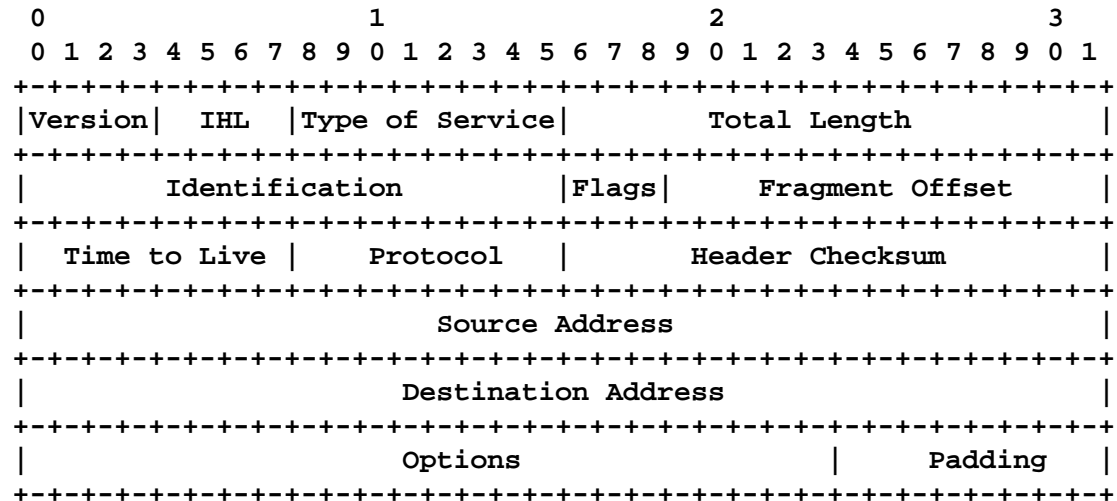 0                   1                   2                   3
 0 1 2 3 4 5 6 7 8 9 0 1 2 3 4 5 6 7 8 9 0 1 2 3 4 5 6 7 8 9 0 1
+-+-+-+-+-+-+-+-+-+-+-+-+-+-+-+-+-+-+-+-+-+-+-+-+-+-+-+-+-+-+-+-+
|Version|  IHL  |Type of Service|        Total Length           |
+-+-+-+-+-+-+-+-+-+-+-+-+-+-+-+-+-+-+-+-+-+-+-+-+-+-+-+-+-+-+-+-+
|        Identification         |Flags|     Fragment Offset     |
+-+-+-+-+-+-+-+-+-+-+-+-+-+-+-+-+-+-+-+-+-+-+-+-+-+-+-+-+-+-+-+-+
|  Time to Live |    Protocol   |       Header Checksum         |
+-+-+-+-+-+-+-+-+-+-+-+-+-+-+-+-+-+-+-+-+-+-+-+-+-+-+-+-+-+-+-+-+
|                        Source Address                         |
+-+-+-+-+-+-+-+-+-+-+-+-+-+-+-+-+-+-+-+-+-+-+-+-+-+-+-+-+-+-+-+-+
|                      Destination Address                      |
+-+-+-+-+-+-+-+-+-+-+-+-+-+-+-+-+-+-+-+-+-+-+-+-+-+-+-+-+-+-+-+-+
|                      Options                  |     Padding   |
+-+-+-+-+-+-+-+-+-+-+-+-+-+-+-+-+-+-+-+-+-+-+-+-+-+-+-+-+-+-+-+-+